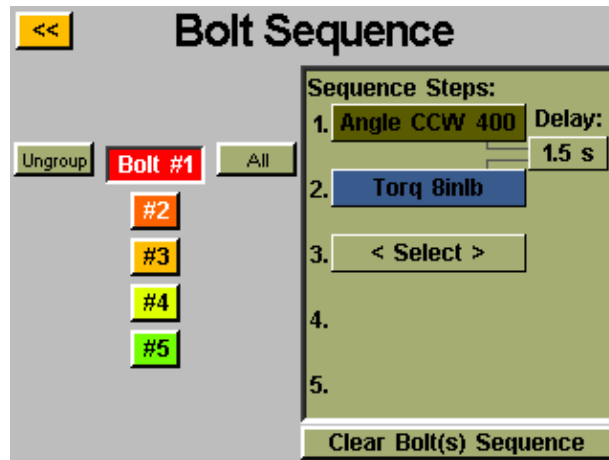 << Bolt Sequence
Sequence Steps:
1. Angle CCW 400 Delay:
1.5 s
Ungroup Bolt #1 All
2. Torq 8inlb
#2
#3
3. < Select >
#4
4.
#5
5.
Clear Bolt(s) Sequence